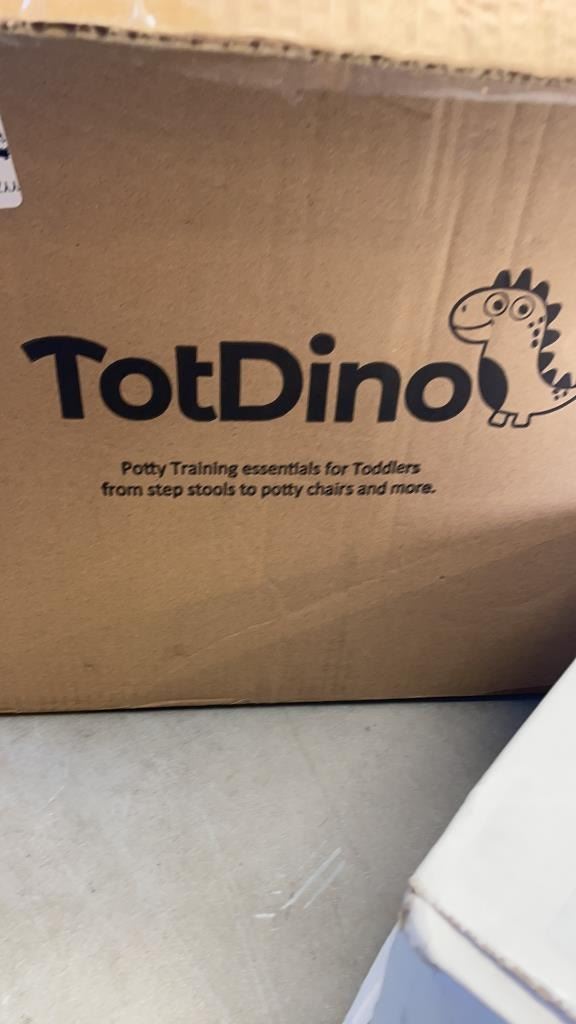 TotDino
Potty Training essentials for Toddlers
from step stools to potty chairs and more.